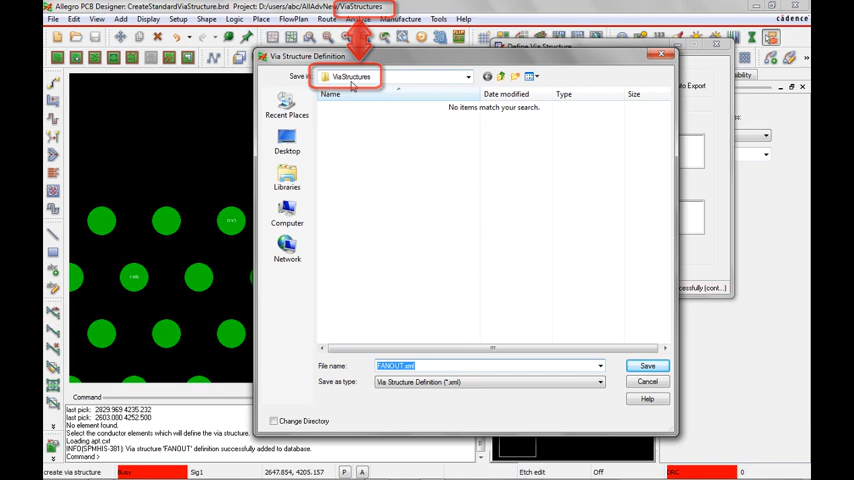 Allegro PCB Designer: CreateStandardViaStructure.brd Project: D:/users/abc/AllAdvNew/ViaStructures
File Edit View Add Display Setup Shape Logic Place FlowPlan Route Analyze Manufacture Tools Help
cādence
Define Via Structure
Via Structure Definition
Save in: ViaStructures
Name Date modified Type Size
No items match your search.
Recent Places
Desktop
Libraries
Computer
Network
File name: FANOUT.xml
Save
Save as type: Via Structure Definition (*.xml)
Cancel
Help
Change Directory
Auto Export
ccessfully (cont...)
Command
last pick: 2829.969 4235.232
last pick: 2603.000 4252.500
No element found.
Select the conductor elements which will define the via structure.
Loading apt.cxt
INFO(SPMHIS-381): Via structure 'FANOUT' definition successfully added to database.
Command >
create via structure Busy Sig1 2647.854, 4205.157 P A Etch edit Off DRC 0